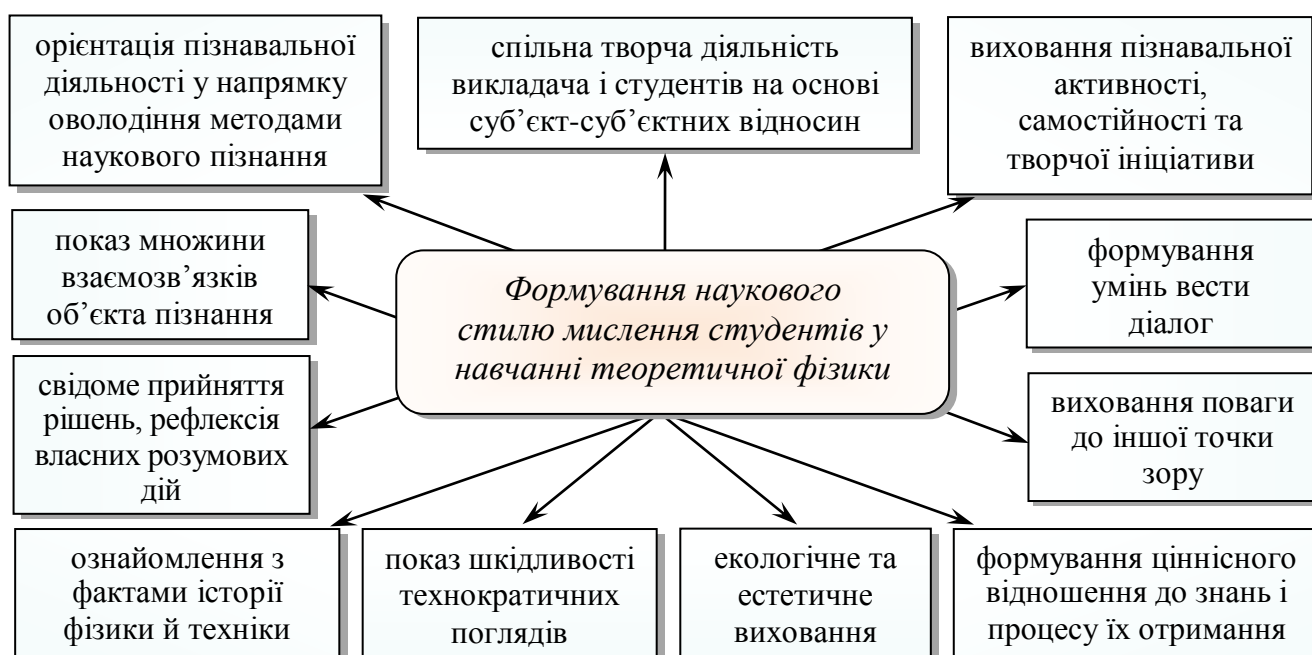 орієнтація пізнавальної
діяльності у напрямку
оволодіння методами
наукового пізнання
спільна творча діяльність
викладача і студентів на основі
суб’єкт-суб’єктних відносин
виховання пізнавальної
активності,
самостійності та
творчої ініціативи
показ множини
взаємозв’язків
об’єкта пізнання
Формування наукового
стилю мислення студентів у
навчанні теоретичної фізики
формування
умінь вести
діалог
свідоме прийняття
рішень, рефлексія
власних розумових
дій
виховання поваги
до іншої точки
зору
ознайомлення з
фактами історії
фізики й техніки
показ шкідливості
технократичних
поглядів
екологічне та
естетичне
виховання
формування ціннісного
відношення до знань і
процесу їх отримання